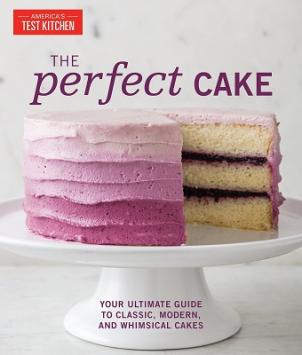 AMERICA'S
TEST KITCHEN
THE
perfect CAKE
YOUR ULTIMATE GUIDE
TO CLASSIC, MODERN,
AND WHIMSICAL CAKES